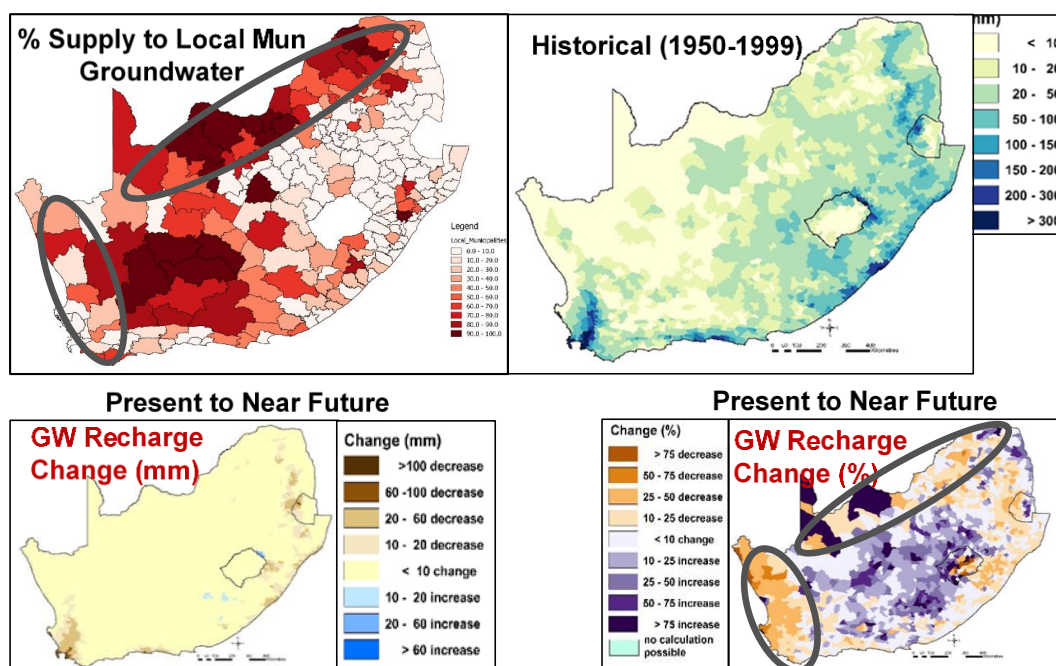 % Supply to Local Mun
Groundwater
Legend
Local_Municipalities
0.0 - 10.0
10.0 - 20.0
20.0 - 30.0
30.0 - 40.0
40.0 - 50.0
50.0 - 60.0
60.0 - 70.0
70.0 - 80.0
80.0 - 90.0
90.0 - 100.0
Historical (1950-1999)
m)
< 10
10 - 20
20 - 50
50 - 100
100 - 150
150 - 200
200 - 300
> 300
Present to Near Future
GW Recharge
Change (mm)
Change (mm)
>100 decrease
60 -100 decrease
20 - 60 decrease
10 - 20 decrease
< 10 change
10 - 20 increase
20 - 60 increase
> 60 increase
Present to Near Future
Change (%)
> 75 decrease
50 - 75 decrease
25 - 50 decrease
10 - 25 decrease
<10 change
10 - 25 increase
25 - 50 increase
50 - 75 increase
> 75 increase
no calculation
possible
GW Recharge
Change (%)